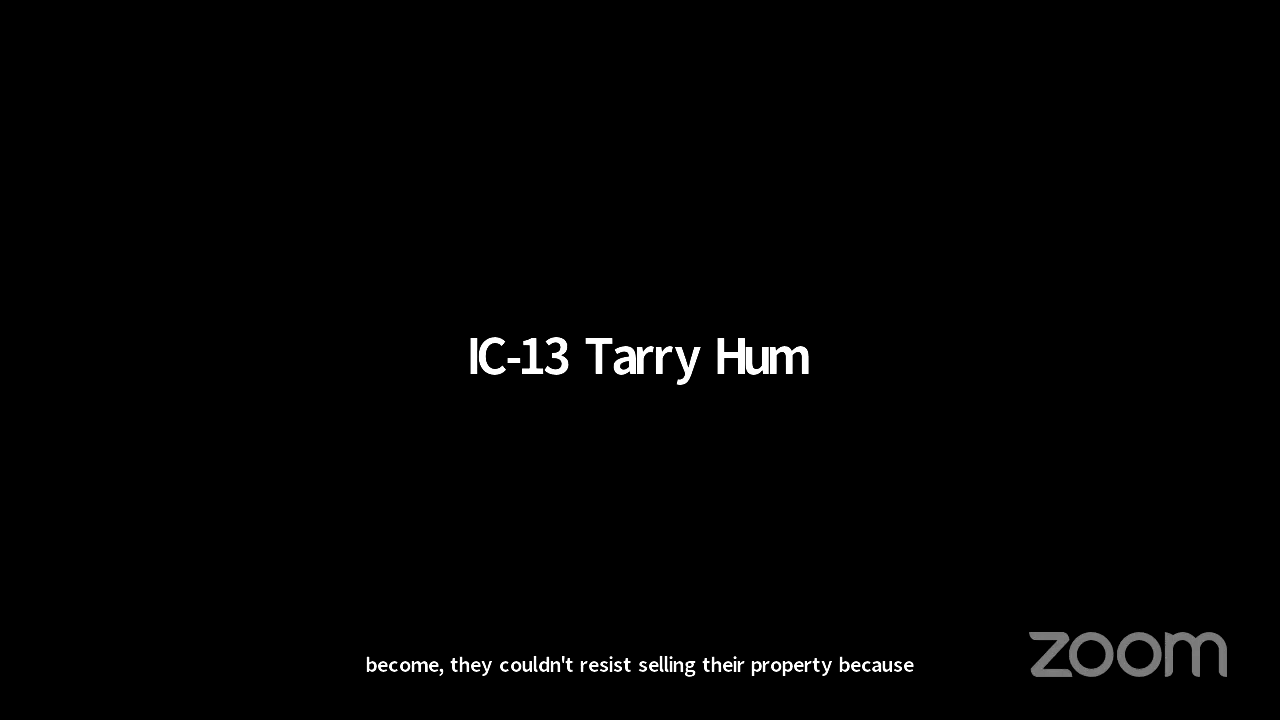 IC-13 Tarry Hum
become, they couldn't resist selling their property because
zoom